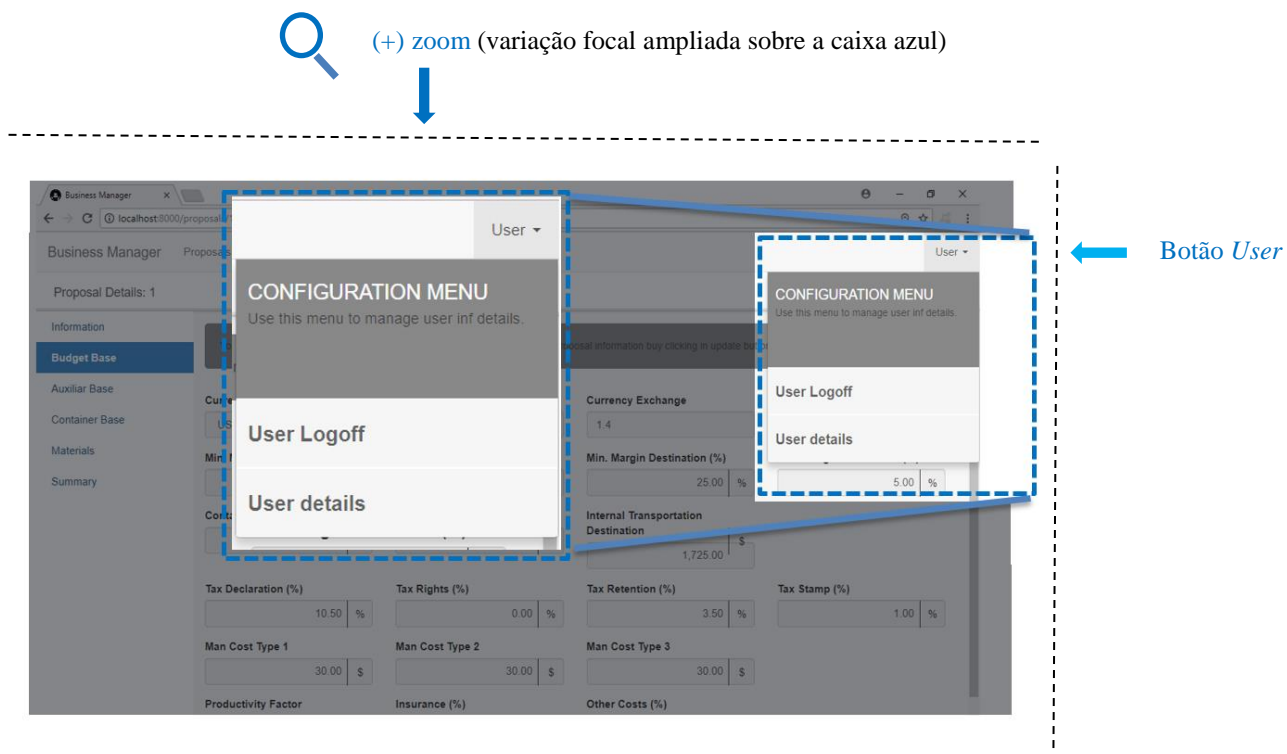 (+) zoom (variação focal ampliada sobre a caixa azul)
Business Manager
localhost:8000/proposal
Business Manager
User
User
Botão User
Proposal Details: 1
CONFIGURATION MENU
Use this menu to manage user inf details.
CONFIGURATION MENU
Use this menu to manage user inf details.
Information
Budget Base
Auxiliar Base
Container Base
Materials
Summary
information buy clicking in update
Currency Exchange
1.4
User Logoff
User Logoff
Min. Margin Destination (%)
25.00 %
5.00 %
User details
User details
Internal Transportation
Destination
1,725.00 $
Tax Declaration (%)
Tax Rights (%)
Tax Retention (%)
Tax Stamp (%)
10.50 %
0.00 %
3.50 %
1.00 %
Man Cost Type 1
Man Cost Type 2
Man Cost Type 3
30.00 $
30.00 $
30.00 $
Productivity Factor
Insurance (%)
Other Costs (%)